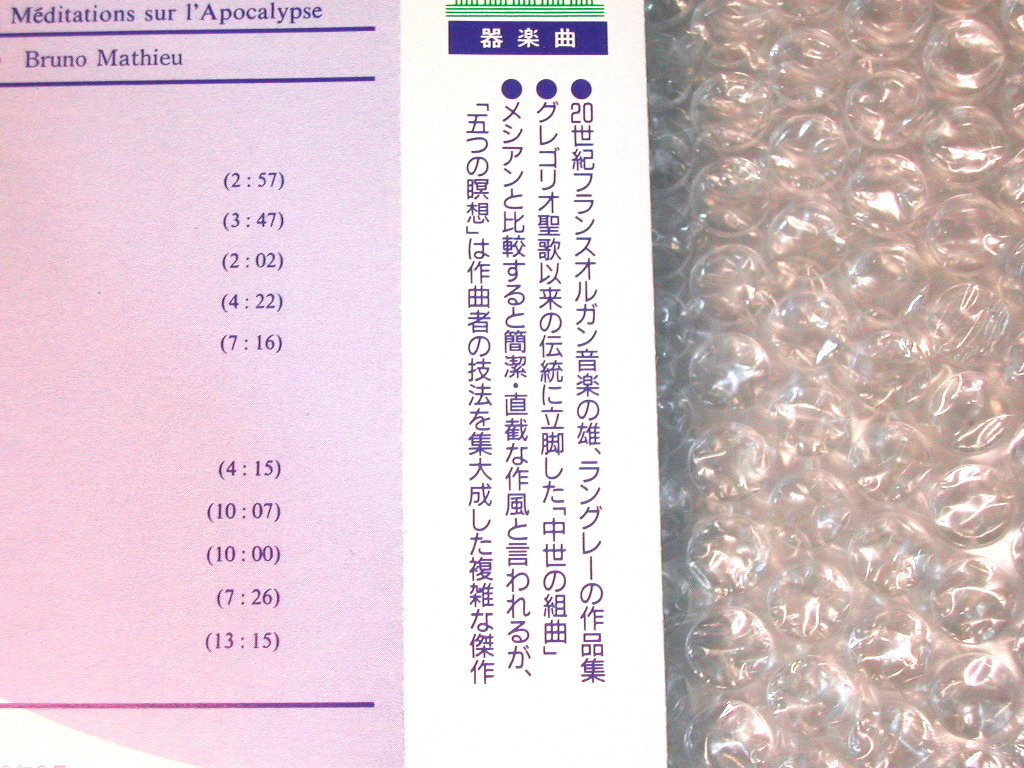 Méditations sur l'Apocalypse
Bruno Mathieu
(2 : 57)
(3 : 47)
(2 : 02)
(4 : 22)
(7 : 16)
(4 : 15)
(10 : 07)
(10 : 00)
(7 : 26)
(13 : 15)
器楽曲
●20世紀フランスオルガン音楽の雄、ラングレーの作品集
●グレゴリオ聖歌以来の伝統に立脚した「中世の組曲」
●メシアンと比較すると簡潔・直截な作風と言われるが、
「五つの瞑想」は作曲者の技法を集大成した複雑な傑作